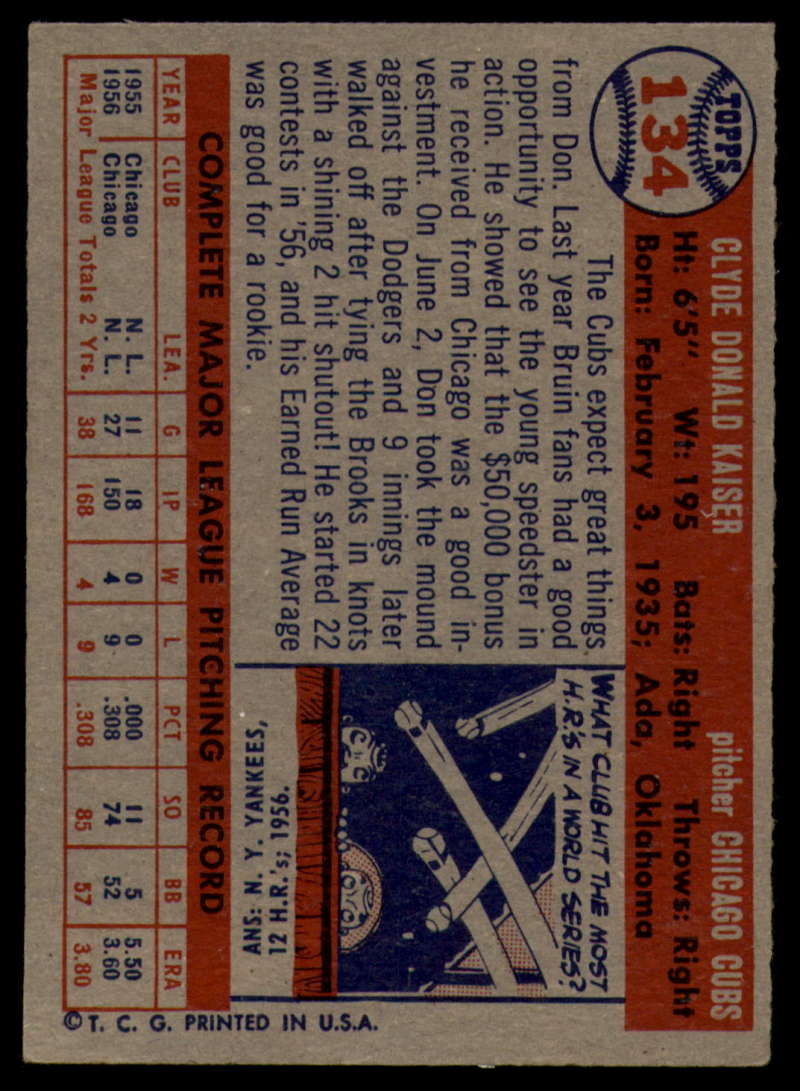 TOPPS
134
CLYDE DONALD KAISER pitcher CHICAGO CUBS
Ht: 6'5" Wt: 195 Bats: Right Throws: Right
Born: February 3, 1935; Ada, Oklahoma
The Cubs expect great things
from Don. Last year Bruin fans had a good
opportunity to see the young speedster in
action. He showed that the $50,000 bonus
he received from Chicago was a good in-
vestment. On June 2, Don took the mound
against the Dodgers and 9 innings later
walked off after tying the Brooks in knots
with a shining 2 hit shutout! He started 22
contests in '56, and his Earned Run Average
was good for a rookie.
WHAT CLUB HIT THE MOST
H.R.'S IN A WORLD SERIES?
ANS: N. Y. YANKEES,
12 H.R.'s; 1956.
COMPLETE MAJOR LEAGUE PITCHING RECORD
YEAR CLUB LEA. G IP W L PCT SO BB ERA
1955 Chicago N. L. 11 18 0 0 .000 11 5 5.50
1956 Chicago N. L. 27 150 4 9 .308 74 52 3.60
Major League Totals 2 Yrs. 38 168 4 9 .308 85 57 3.80
© T. C. G. PRINTED IN U.S.A.